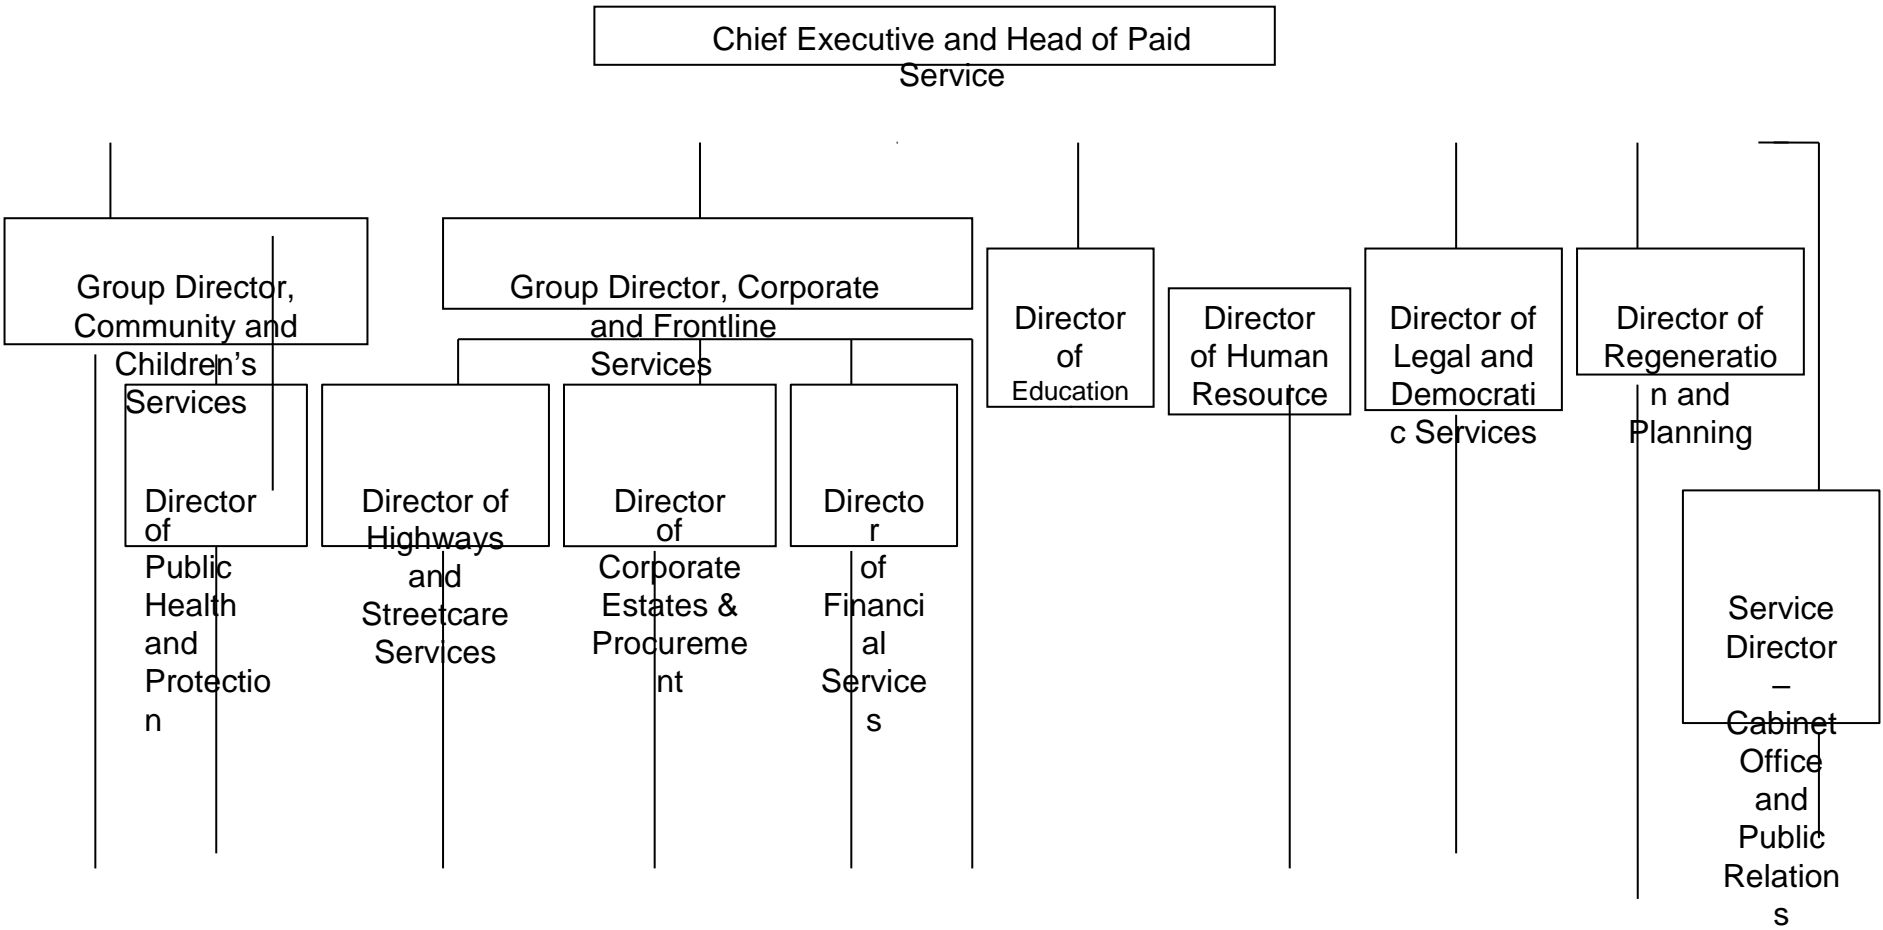 Chief Executive and Head of Paid
Service
Group Director,
Community and
Children’s
Services
Group Director, Corporate
and Frontline
Services
Director
of
Education
Director
of Human
Resource
Director of
Legal and
Democrati
c Services
Director of
Regeneratio
n and
Planning
Director
of
Public
Health
and
Protectio
n
Director of
Highways
and
Streetcare
Services
Director
of
Corporate
Estates &
Procureme
nt
Directo
r
of
Financi
al
Service
s
Service
Director
–
Cabinet
Office
and
Public
Relation
s